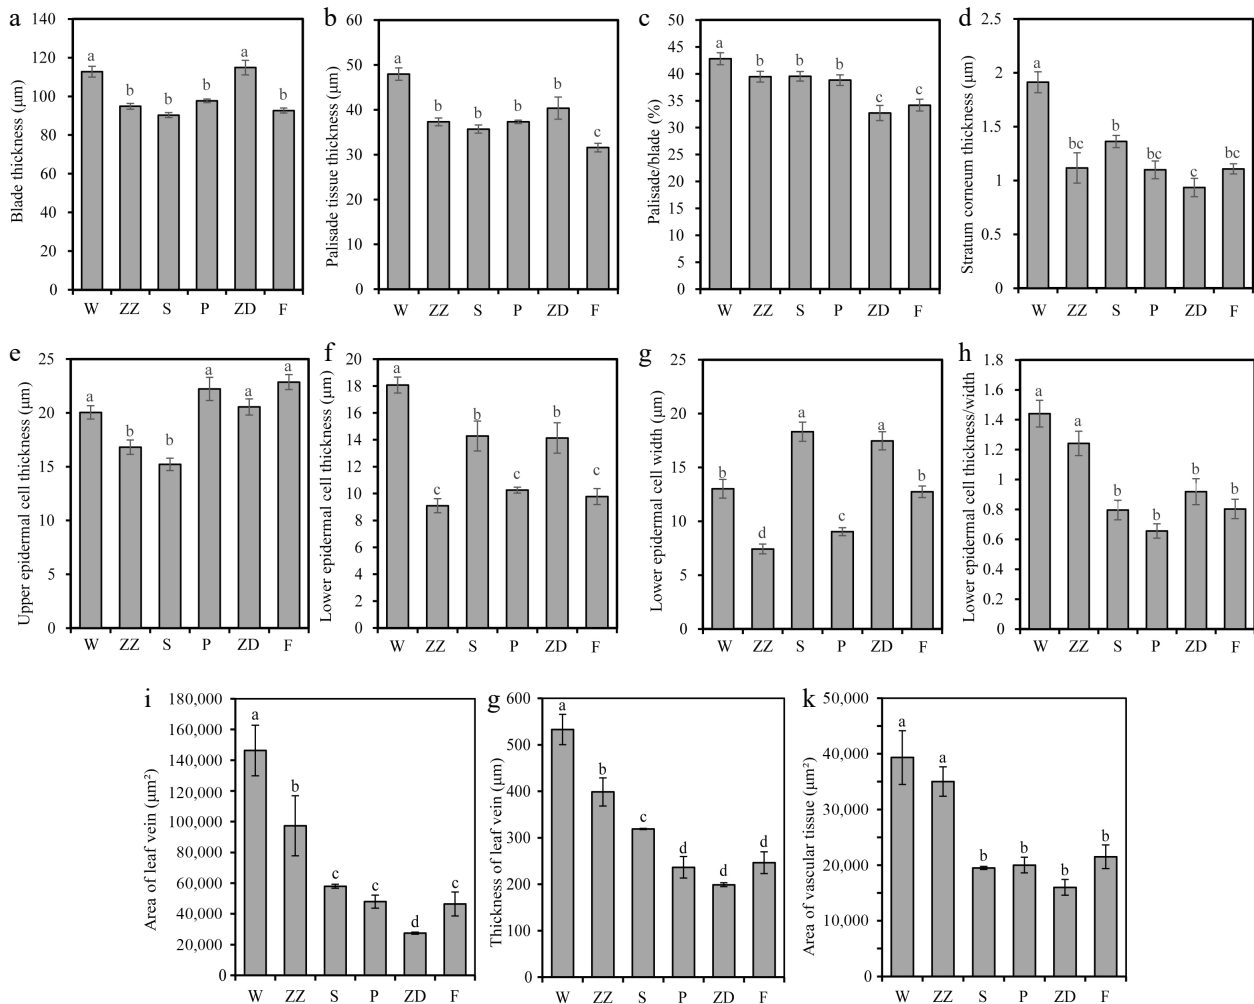 a
140
120
100
80
60
40
20
0
Blade thickness (μm)
a b b b a b
W ZZ S P ZD F
b
60
50
40
30
20
10
0
Palisade tissue thickness (μm)
a b b b b c
W ZZ S P ZD F
c
50
45
40
35
30
25
20
15
10
5
0
Palisade/blade (%)
a b b b c c
W ZZ S P ZD F
d
2.5
2
1.5
1
0.5
0
Stratum corneum thickness (μm)
a bc b bc c bc
W ZZ S P ZD F
e
25
20
15
10
5
0
Upper epidermal cell thickness (μm)
a b b a a a
W ZZ S P ZD F
f
20
18
16
14
12
10
8
6
4
2
0
Lower epidermal cell thickness (μm)
a c b c b c
W ZZ S P ZD F
g
25
20
15
10
5
0
Lower epidermal cell width (μm)
b d a c a b
W ZZ S P ZD F
h
1.8
1.6
1.4
1.2
1
0.8
0.6
0.4
0.2
0
Lower epidermal cell thickness/width
a a b b b b
W ZZ S P ZD F
i
180,000
160,000
140,000
120,000
100,000
80,000
60,000
40,000
20,000
0
Area of leaf vein (μm²)
a b c c d c
W ZZ S P ZD F
g
600
500
400
300
200
100
0
Thickness of leaf vein (μm)
a b c d d d
W ZZ S P ZD F
k
50,000
40,000
30,000
20,000
10,000
0
Area of vascular tissue (μm²)
a a b b b b
W ZZ S P ZD F